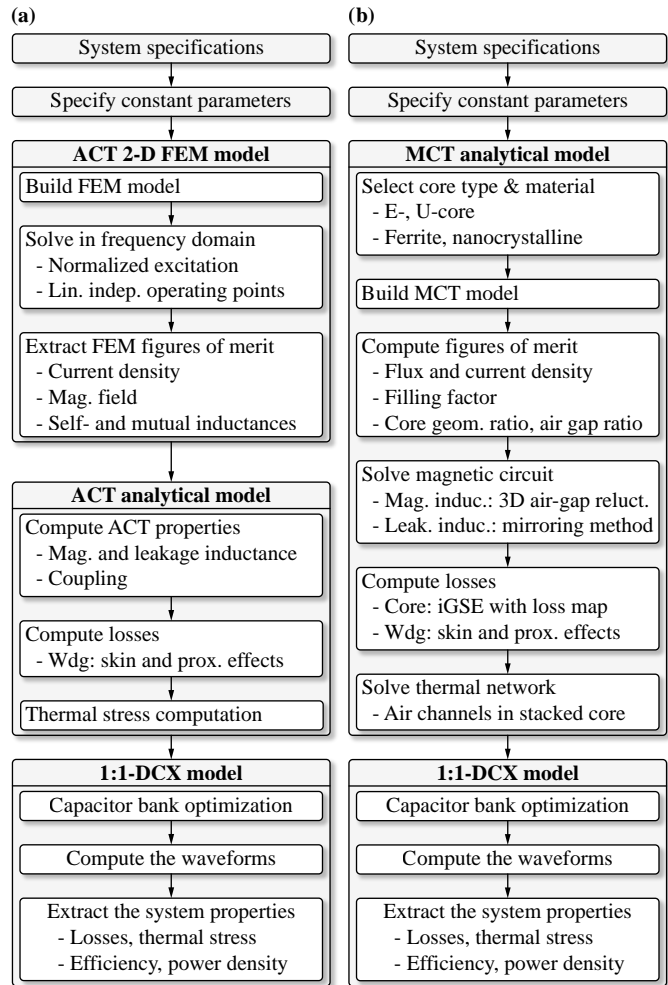 (a)
System specifications
Specify constant parameters
ACT 2-D FEM model
Build FEM model
Solve in frequency domain
- Normalized excitation
- Lin. indep. operating points
Extract FEM figures of merit
- Current density
- Mag. field
- Self- and mutual inductances
ACT analytical model
Compute ACT properties
- Mag. and leakage inductance
- Coupling
Compute losses
- Wdg: skin and prox. effects
Thermal stress computation
1:1-DCX model
Capacitor bank optimization
Compute the waveforms
Extract the system properties
- Losses, thermal stress
- Efficiency, power density
(b)
System specifications
Specify constant parameters
MCT analytical model
Select core type & material
- E-, U-core
- Ferrite, nanocrystalline
Build MCT model
Compute figures of merit
- Flux and current density
- Filling factor
- Core geom. ratio, air gap ratio
Solve magnetic circuit
- Mag. induc.: 3D air-gap reluct.
- Leak. induc.: mirroring method
Compute losses
- Core: iGSE with loss map
- Wdg: skin and prox. effects
Solve thermal network
- Air channels in stacked core
1:1-DCX model
Capacitor bank optimization
Compute the waveforms
Extract the system properties
- Losses, thermal stress
- Efficiency, power density